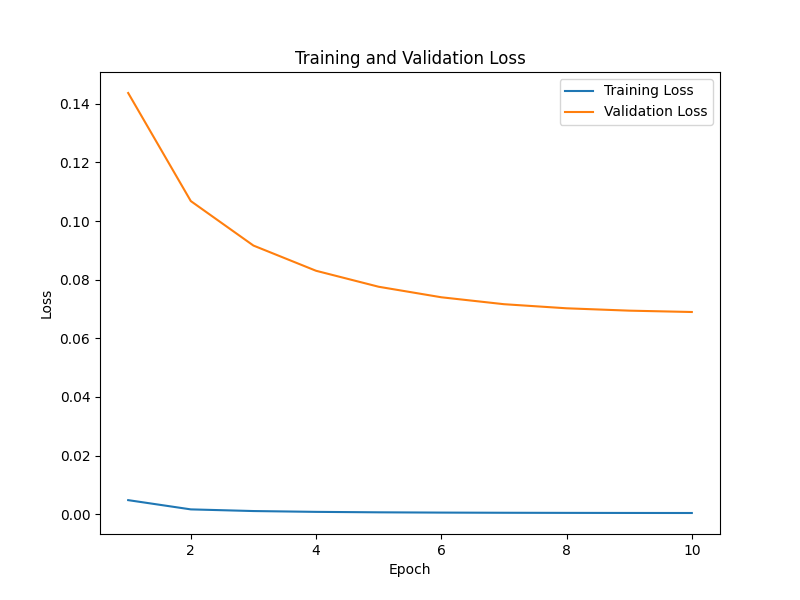 Training and Validation Loss
Training Loss
Validation Loss
0.14
0.12
0.10
0.08
0.06
0.04
0.02
0.00
Loss
2 4 6 8 10
Epoch